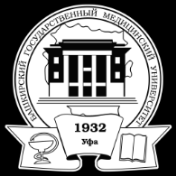 БАШКИРСКИЙ ГОСУДАРСТВЕННЫЙ МЕДИЦИНСКИЙ УНИВЕРСИТЕТ
1932
Уфа